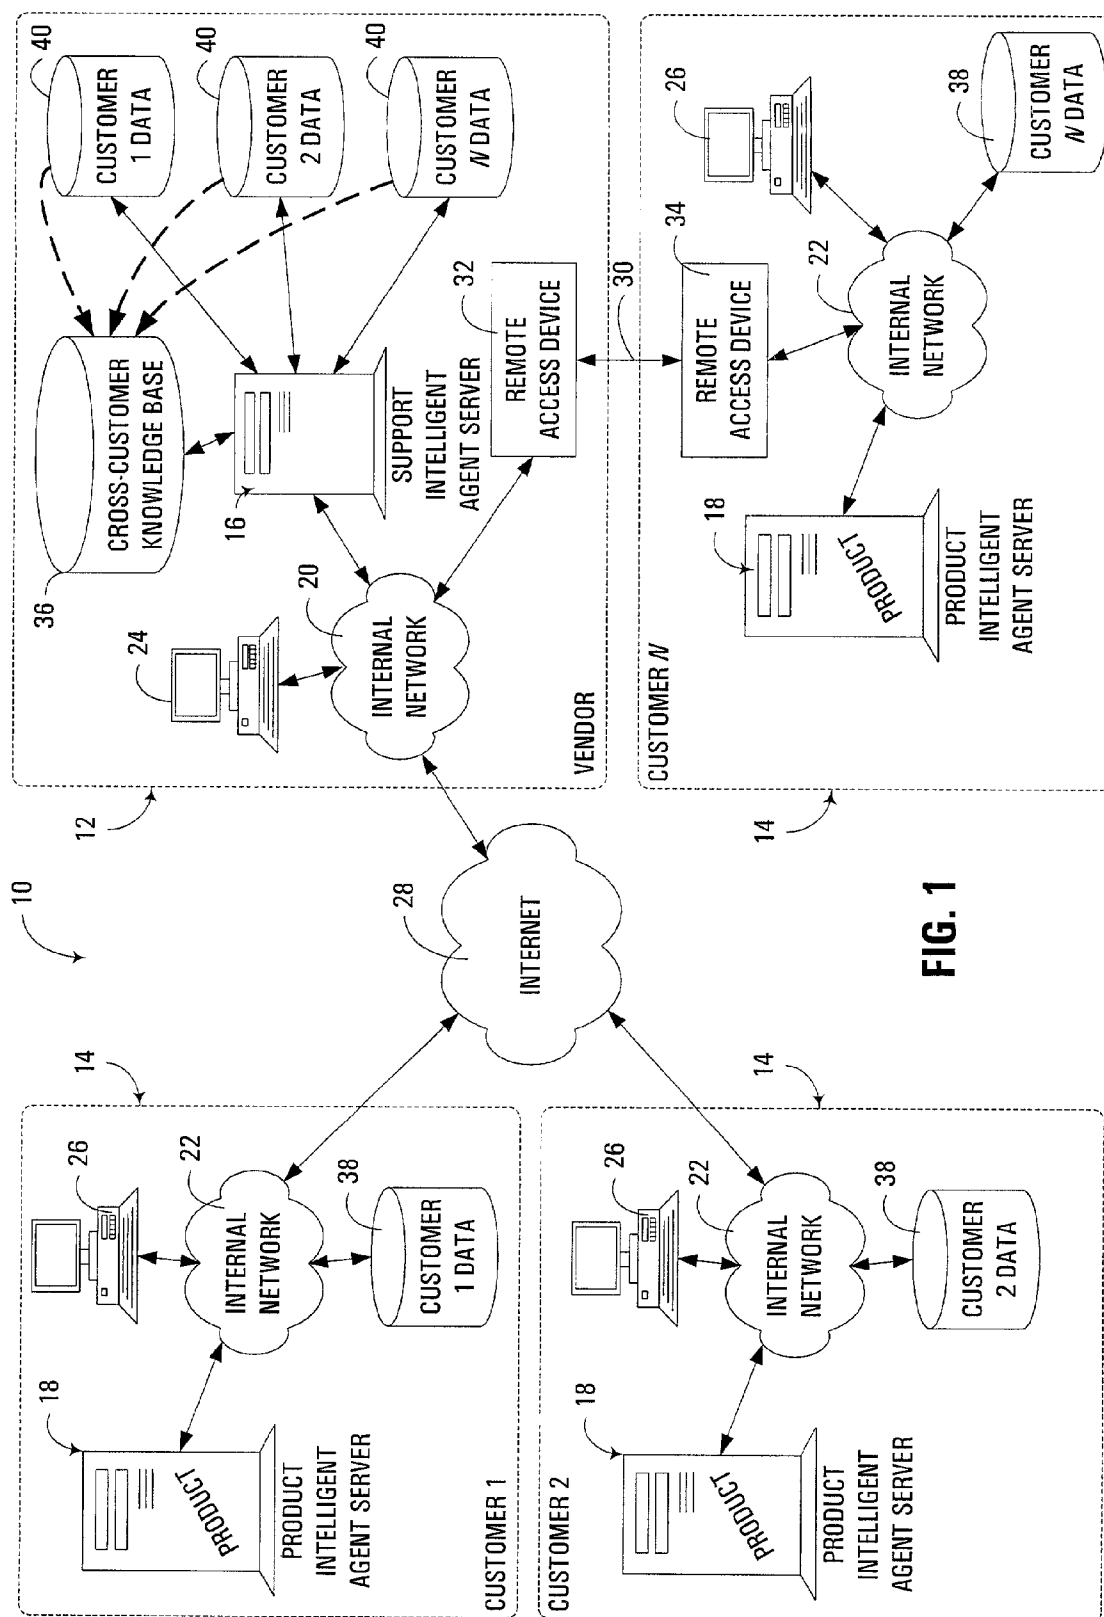 10
12
36
CROSS-CUSTOMER
KNOWLEDGE BASE
40
CUSTOMER
1 DATA
40
CUSTOMER
2 DATA
40
CUSTOMER
N DATA
16
SUPPORT
INTELLIGENT
AGENT SERVER
24
20
INTERNAL
NETWORK
32
REMOTE
ACCESS DEVICE
VENDOR
30
14
CUSTOMER N
34
REMOTE
ACCESS DEVICE
26
22
INTERNAL
NETWORK
38
CUSTOMER
N DATA
18
PRODUCT
PRODUCT
INTELLIGENT
AGENT SERVER
28
INTERNET
14
26
22
INTERNAL
NETWORK
38
CUSTOMER
1 DATA
18
PRODUCT
PRODUCT
INTELLIGENT
AGENT SERVER
CUSTOMER 1
14
CUSTOMER 2
26
22
INTERNAL
NETWORK
38
CUSTOMER
2 DATA
18
PRODUCT
PRODUCT
INTELLIGENT
AGENT SERVER
FIG. 1